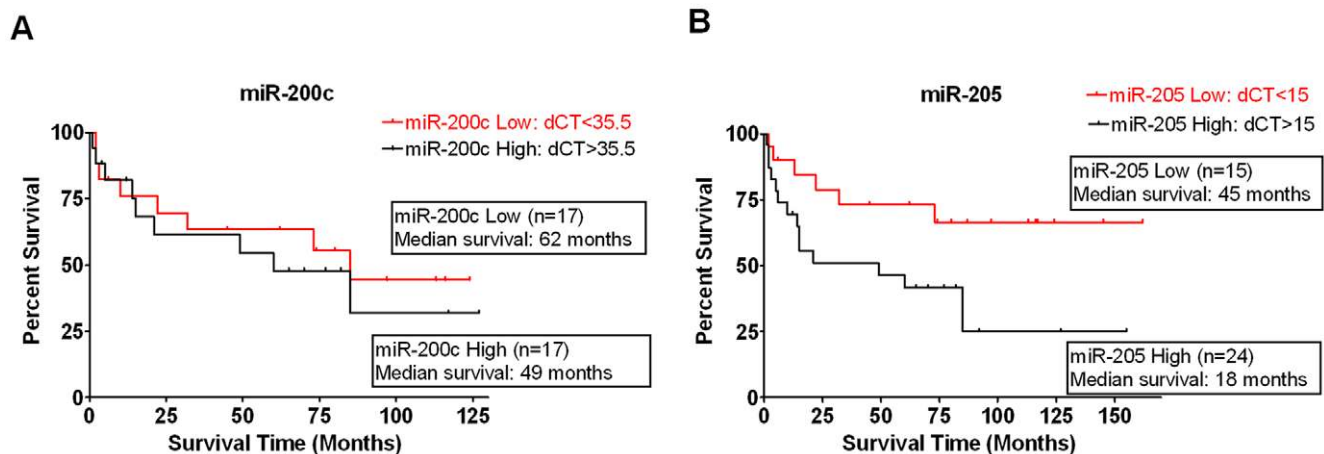 A
miR-200c
miR-200c Low: dCT<35.5
miR-200c High: dCT>35.5
Percent Survival
100
75
50
25
0
miR-200c Low (n=17)
Median survival: 62 months
miR-200c High (n=17)
Median survival: 49 months
0 25 50 75 100 125
Survival Time (Months)
B
miR-205
miR-205 Low: dCT<15
miR-205 High: dCT>15
Percent Survival
100
75
50
25
0
miR-205 Low (n=15)
Median survival: 45 months
miR-205 High (n=24)
Median survival: 18 months
0 25 50 75 100 125 150
Survival Time (Months)